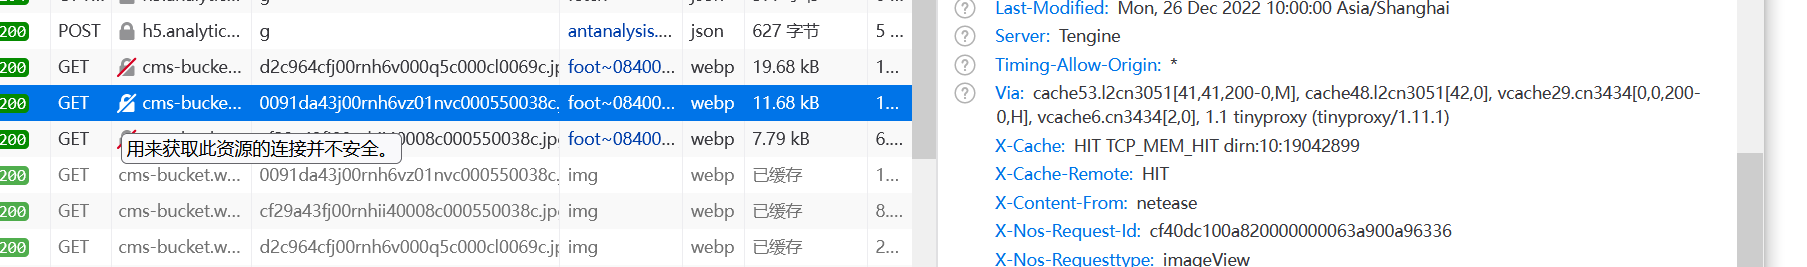 Last-Modified: Mon, 26 Dec 2022 10:00:00 Asia/Shanghai
200 POST h5.analytic... g antanalysis.... json 627 字节 5 ...
Server: Tengine
200 GET cms-bucke... d2c964cfj00rnh6v000q5c000cl0069c.jp foot~08400... webp 19.68 kB 1...
Timing-Allow-Origin: *
200 GET cms-bucke... 0091da43j00rnh6vz01nvc000550038c. foot~08400... webp 11.68 kB 1...
Via: cache53.l2cn3051[41,41,200-0,M], cache48.l2cn3051[42,0], vcache29.cn3434[0,0,200-
0,H], vcache6.cn3434[2,0], 1.1 tinyproxy (tinyproxy/1.11.1)
200 GET foot~08400... webp 7.79 kB 6....
用来获取此资源的连接并不安全。
X-Cache: HIT TCP_MEM_HIT dirn:10:19042899
200 GET cms-bucket.w... 0091da43j00rnh6vz01nvc000550038c. img webp 已缓存 1...
X-Cache-Remote: HIT
200 GET cms-bucket.w... cf29a43fj00rnhii40008c000550038c.jp img webp 已缓存 8....
X-Content-From: netease
X-Nos-Request-Id: cf40dc100a820000000063a900a96336
200 GET cms-bucket.w... d2c964cfj00rnh6v000q5c000cl0069c.jp img webp 已缓存 2...
X-Nos-Requesttype: imageView